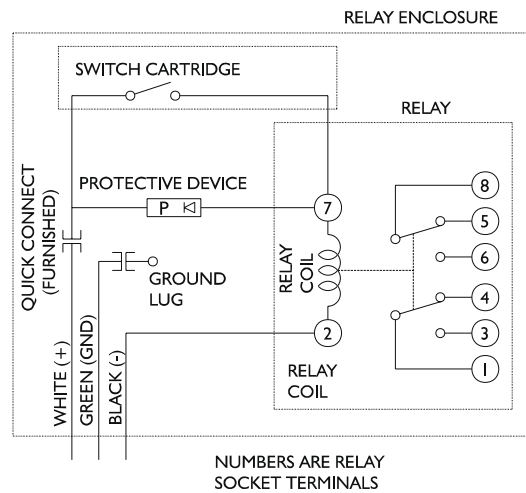 RELAY ENCLOSURE
SWITCH CARTRIDGE
RELAY
PROTECTIVE DEVICE
P
7
8
5
6
4
3
1
2
QUICK CONNECT
(FURNISHED)
GROUND
LUG
RELAY
COIL
RELAY
COIL
WHITE (+)
GREEN (GND)
BLACK (-)
NUMBERS ARE RELAY
SOCKET TERMINALS